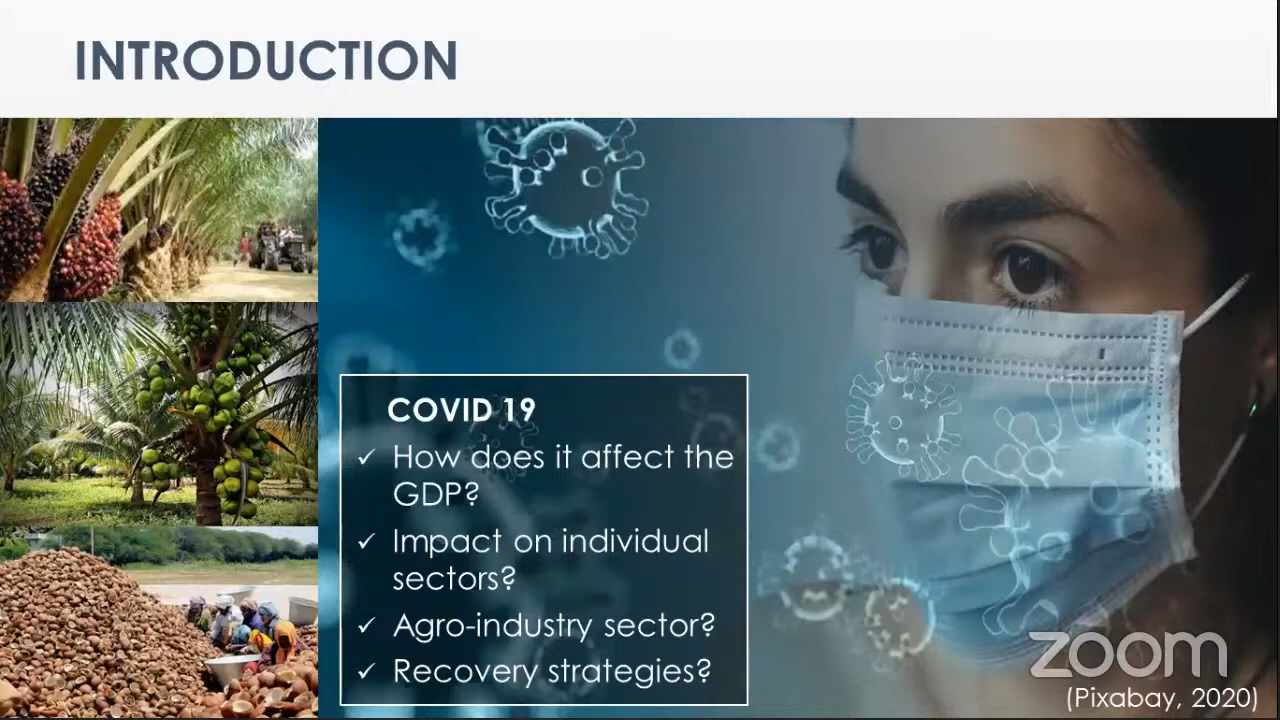 INTRODUCTION
COVID 19
✓ How does it affect the
GDP?
✓ Impact on individual
sectors?
✓ Agro-industry sector?
✓ Recovery strategies?
zoom
(Pixabay, 2020)